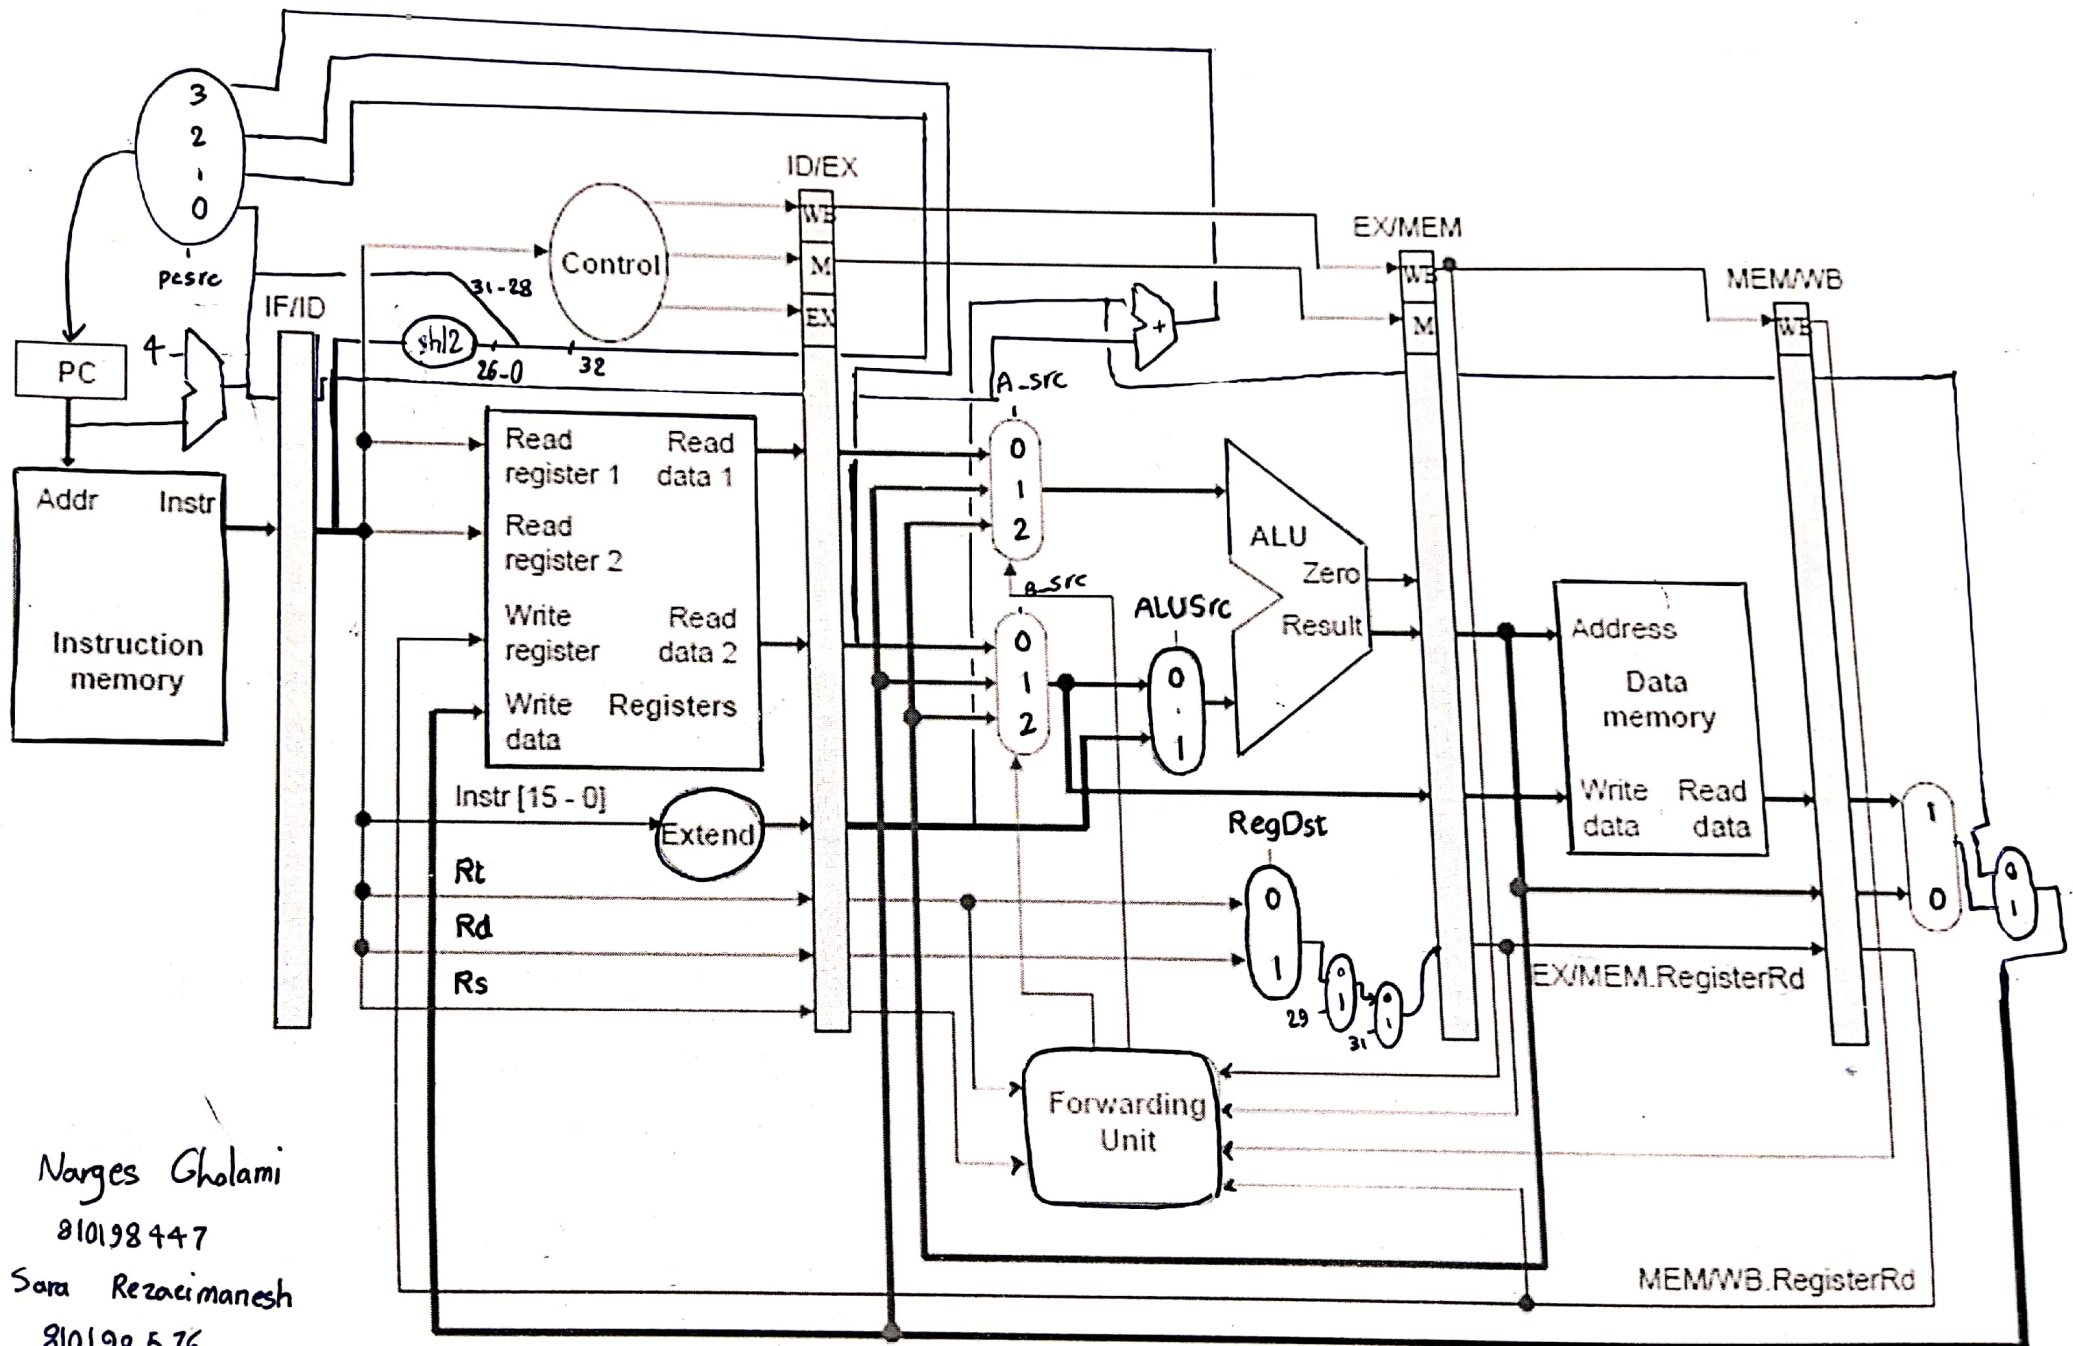 3
2
1
0
pcsrc
4
PC
IF/ID
31-28
shl2
26-0
32
Control
ID/EX
WB
M
EX
EX/MEM
WB
M
MEM/WB
WB
+
A_src
0
1
2
Addr Instr
Instruction
memory
Read
register 1
Read
data 1
Read
register 2
Write
register
Read
data 2
Write
data
Registers
B_src
0
1
2
ALUSrc
0
1
ALU
Zero
Result
Address
Data
memory
Write
data
Read
data
1
0
0
1
Instr [15 - 0]
Extend
Rt
Rd
Rs
RegDst
0
1
0
1
29
0
1
31
EX/MEM.RegisterRd
Forwarding
Unit
MEM/WB.RegisterRd
Narges Gholami
810198447
Sara Rezaeimanesh